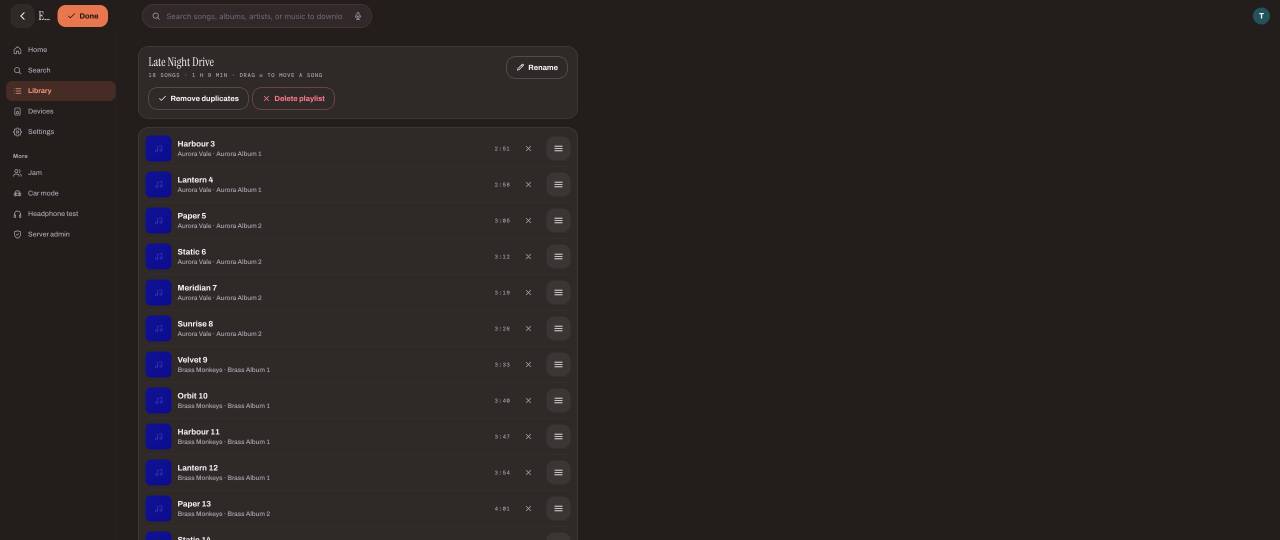 E...
Done
Search songs, albums, artists, or music to downlo
T
Home
Search
Library
Devices
Settings
More
Jam
Car mode
Headphone test
Server admin
Late Night Drive
18 SONGS · 1 H 9 MIN · DRAG ≡ TO MOVE A SONG
Rename
Remove duplicates
Delete playlist
Harbour 3
Aurora Vale · Aurora Album 1
2:51
Lantern 4
Aurora Vale · Aurora Album 1
2:58
Paper 5
Aurora Vale · Aurora Album 2
3:05
Static 6
Aurora Vale · Aurora Album 2
3:12
Meridian 7
Aurora Vale · Aurora Album 2
3:19
Sunrise 8
Aurora Vale · Aurora Album 2
3:26
Velvet 9
Brass Monkeys · Brass Album 1
3:33
Orbit 10
Brass Monkeys · Brass Album 1
3:40
Harbour 11
Brass Monkeys · Brass Album 1
3:47
Lantern 12
Brass Monkeys · Brass Album 1
3:54
Paper 13
Brass Monkeys · Brass Album 2
4:01
Static 14